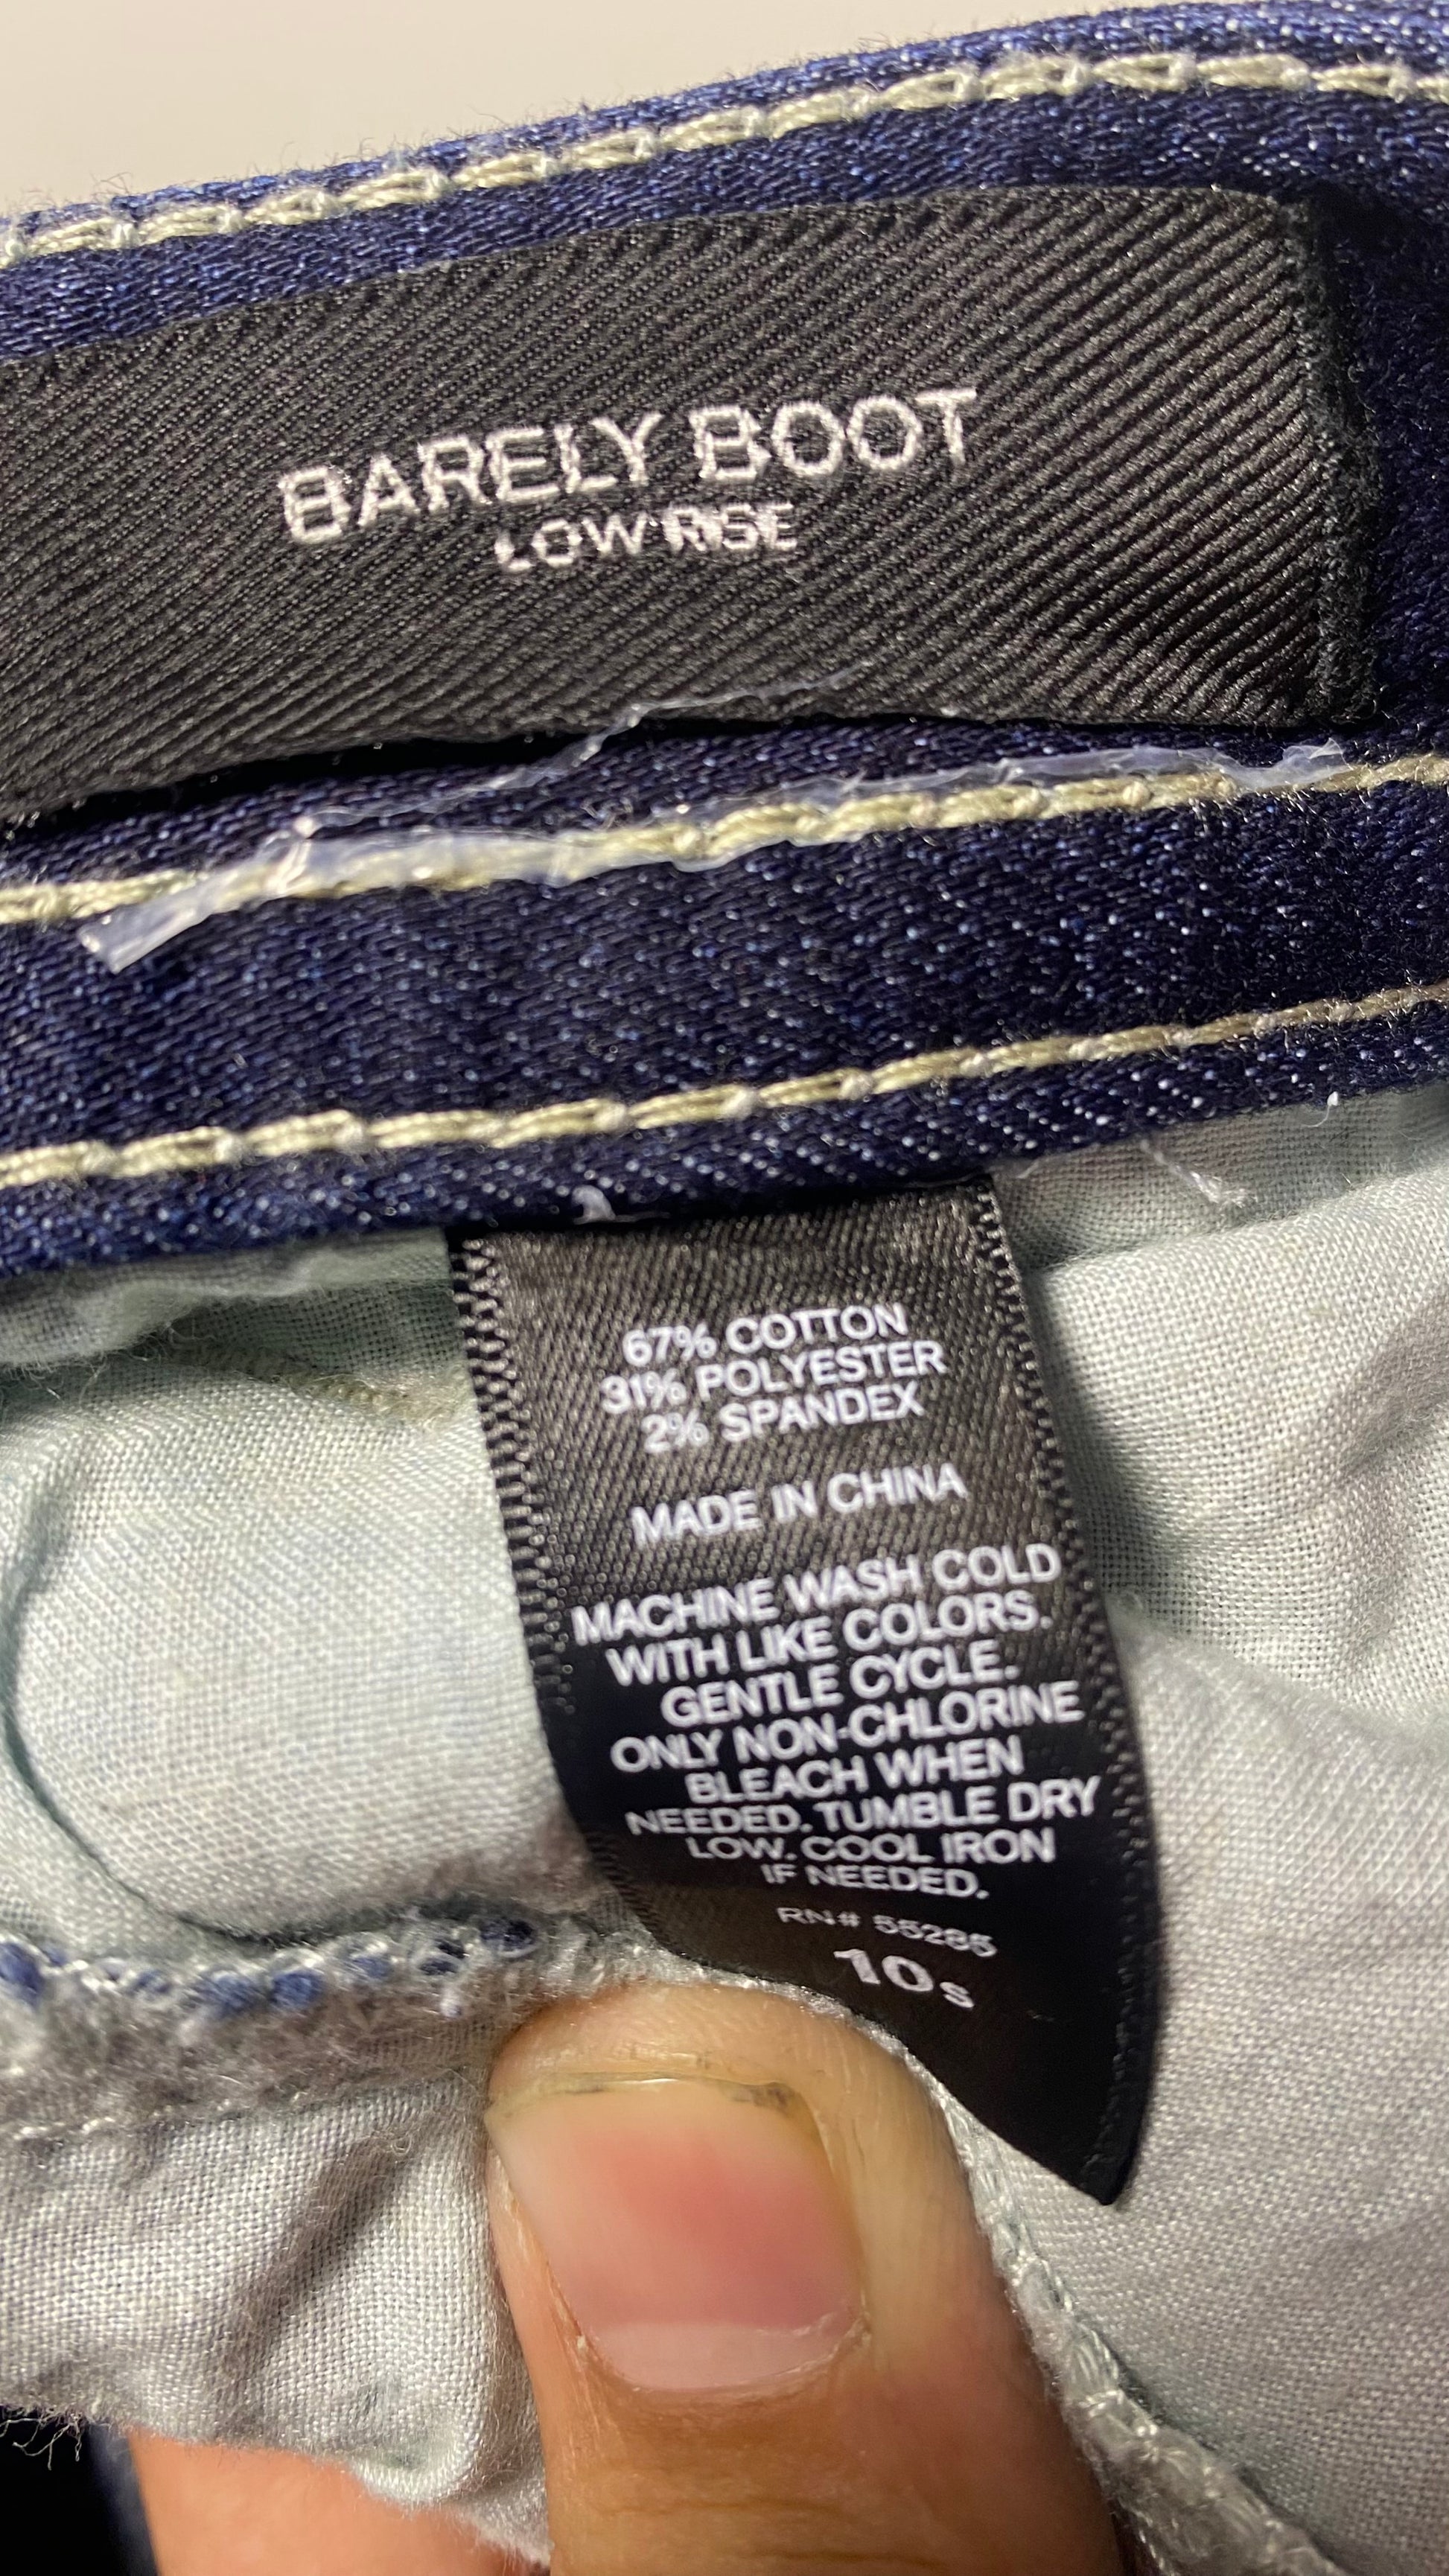 BARELY BOOT
LOW RISE
67% COTTON
31% POLYESTER
2% SPANDEX
MADE IN CHINA
MACHINE WASH COLD
WITH LIKE COLORS.
GENTLE CYCLE.
ONLY NON-CHLORINE
BLEACH WHEN
NEEDED. TUMBLE DRY
LOW. COOL IRON
IF NEEDED.
RN# 55285
10s